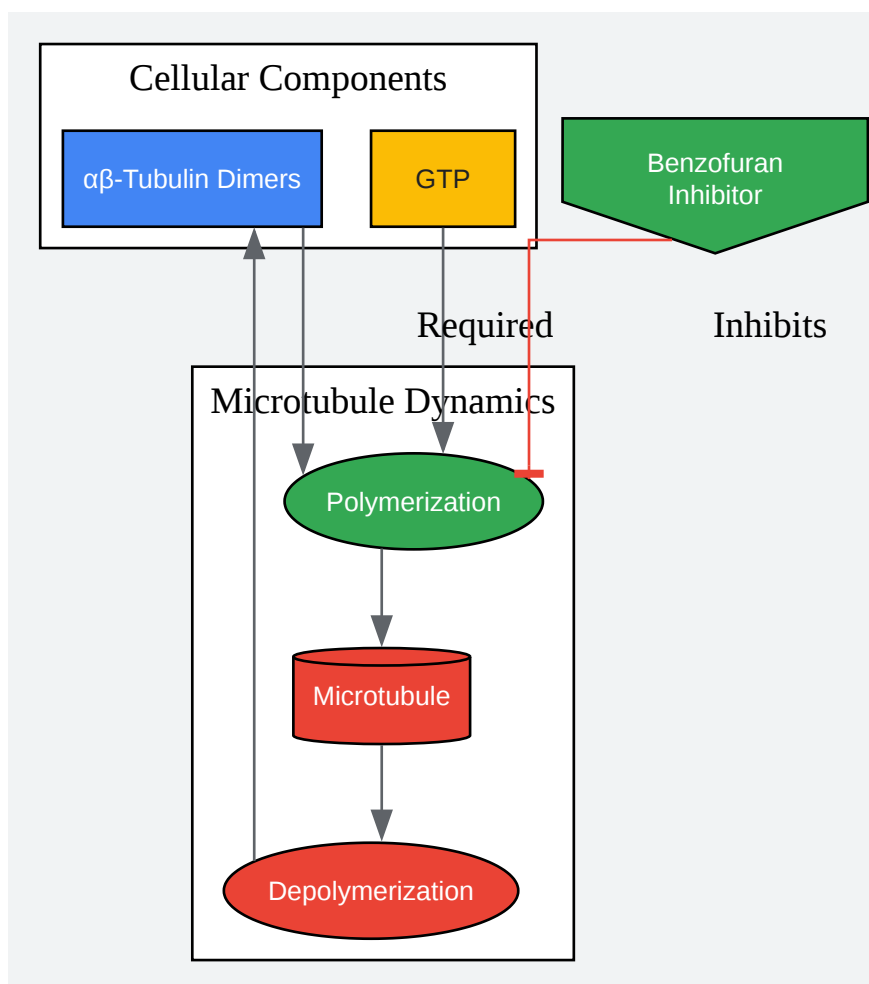 Cellular Components
αβ-Tubulin Dimers
GTP
Benzofuran
Inhibitor
Required
Inhibits
Microtubule Dynamics
Polymerization
Microtubule
Depolymerization